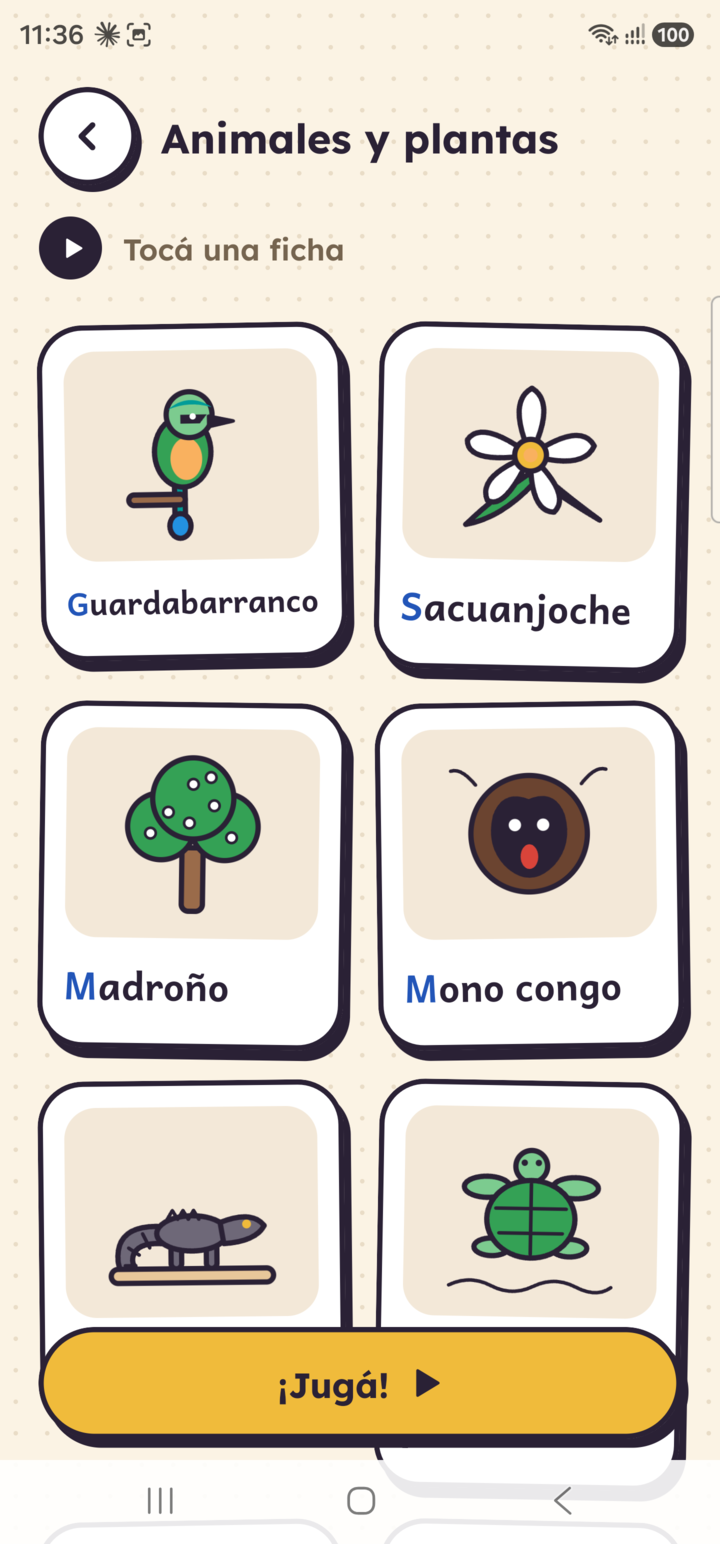 11:36
100
Animales y plantas
Tocá una ficha
Guardabarranco
Sacuanjoche
Madroño
Mono congo
¡Jugá!